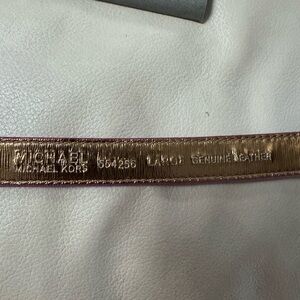 MICHAEL
MICHAEL KORS 554256 LARGE GENUINE LEATHER